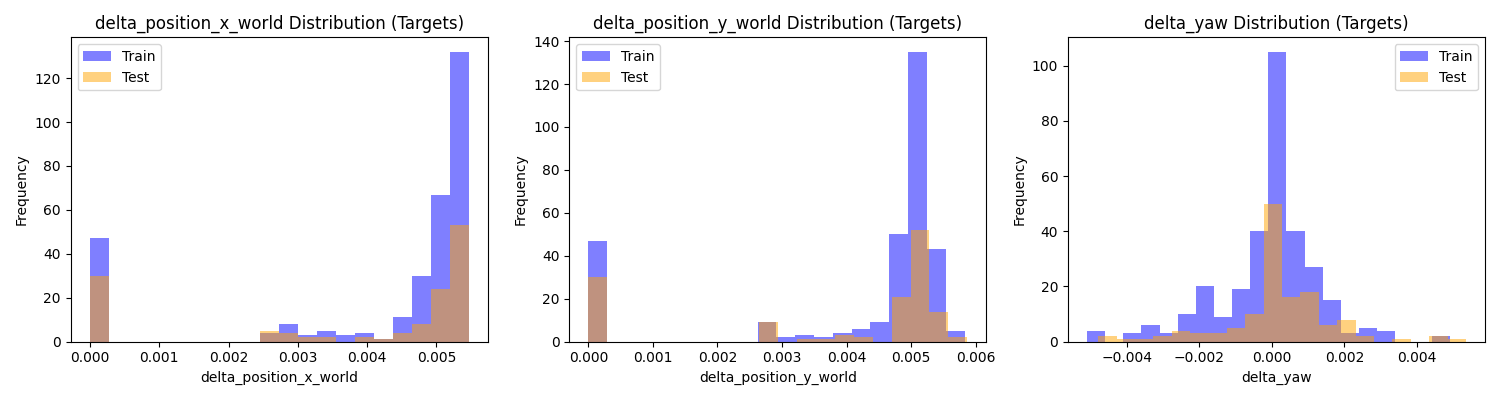 delta_position_x_world Distribution (Targets)
Train
Test
Frequency
120
100
80
60
40
20
0
0.000 0.001 0.002 0.003 0.004 0.005
delta_position_x_world
delta_position_y_world Distribution (Targets)
Train
Test
Frequency
140
120
100
80
60
40
20
0
0.000 0.001 0.002 0.003 0.004 0.005 0.006
delta_position_y_world
delta_yaw Distribution (Targets)
Train
Test
Frequency
100
80
60
40
20
0
−0.004 −0.002 0.000 0.002 0.004
delta_yaw